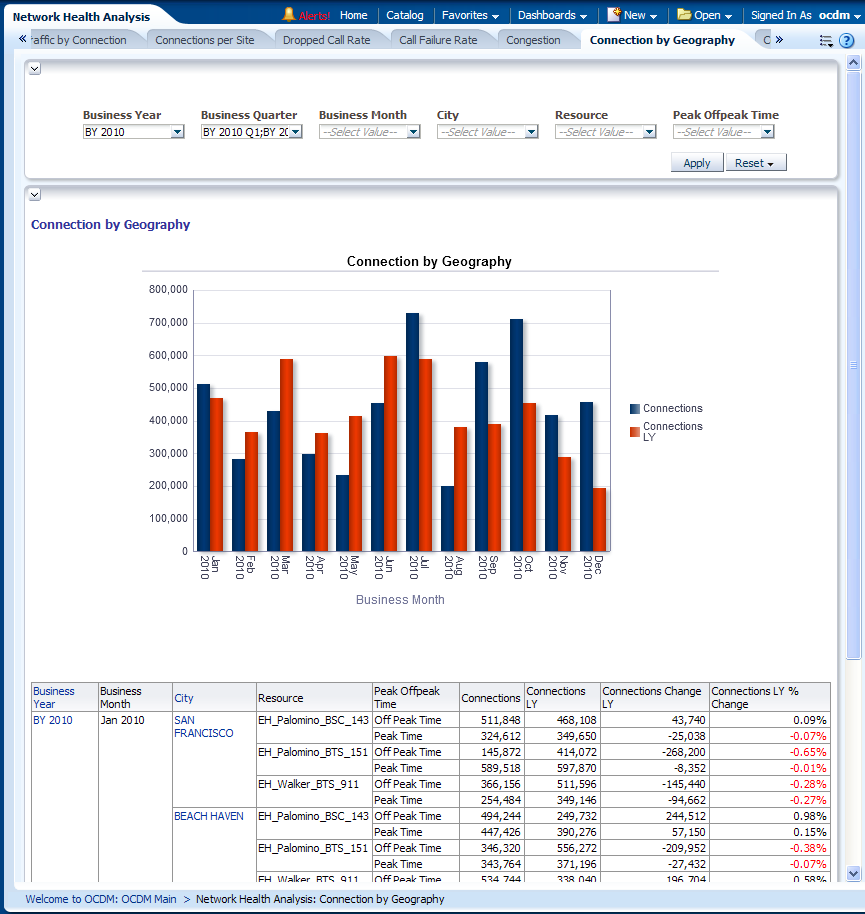 Network Health Analysis
Alerts! Home Catalog Favorites Dashboards New Open Signed In As ocdm
« raffic by Connection Connections per Site Dropped Call Rate Call Failure Rate Congestion Connection by Geography C »
Business Year Business Quarter Business Month City Resource Peak Offpeak Time
BY 2010 BY 2010 Q1;BY 20 --Select Value-- --Select Value-- --Select Value-- --Select Value--
Apply Reset
Connection by Geography
Connection by Geography
800,000
700,000
600,000
500,000
400,000
300,000
200,000
100,000
0
Connections
Connections
LY
Jan 2010 Feb 2010 Mar 2010 Apr 2010 May 2010 Jun 2010 Jul 2010 Aug 2010 Sep 2010 Oct 2010 Nov 2010 Dec 2010
Business Month
Business Year Business Month City Resource Peak Offpeak Time Connections Connections LY Connections Change LY Connections LY % Change
BY 2010 Jan 2010 SAN FRANCISCO EH_Palomino_BSC_143 Off Peak Time 511,848 468,108 43,740 0.09%
Peak Time 324,612 349,650 -25,038 -0.07%
EH_Palomino_BTS_151 Off Peak Time 145,872 414,072 -268,200 -0.65%
Peak Time 589,518 597,870 -8,352 -0.01%
EH_Walker_BTS_911 Off Peak Time 366,156 511,596 -145,440 -0.28%
Peak Time 254,484 349,146 -94,662 -0.27%
BEACH HAVEN EH_Palomino_BSC_143 Off Peak Time 494,244 249,732 244,512 0.98%
Peak Time 447,426 390,276 57,150 0.15%
EH_Palomino_BTS_151 Off Peak Time 346,320 556,272 -209,952 -0.38%
Peak Time 343,764 371,196 -27,432 -0.07%
EH_Walker_BTS_911 Off Peak Time 534,744 338,040 196,704 0.58%
Welcome to OCDM: OCDM Main > Network Health Analysis: Connection by Geography